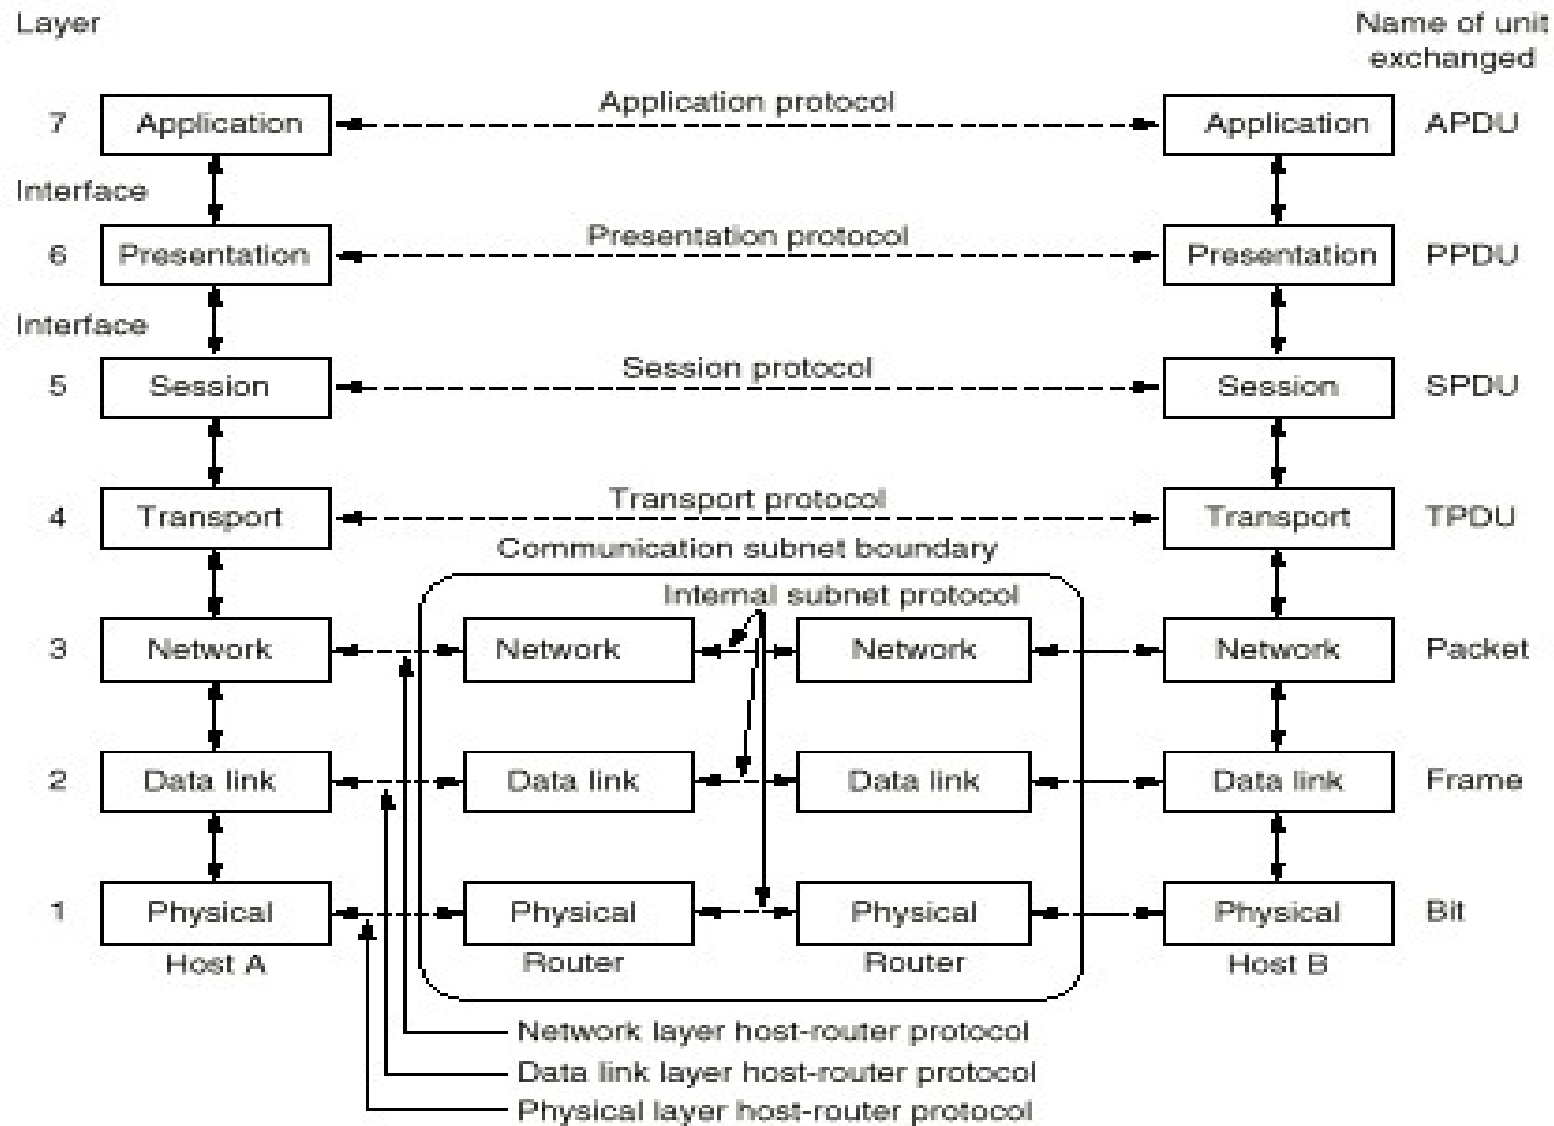 Layer
Name of unit
exchanged
Application protocol
7 Application Application APDU
Interface
Presentation protocol
6 Presentation Presentation PPDU
Interface
Session protocol
5 Session Session SPDU
Transport protocol
4 Transport Transport TPDU
Communication subnet boundary
Internal subnet protocol
3 Network Network Network Network Packet
2 Data link Data link Data link Data link Frame
1 Physical Physical Physical Physical Bit
Host A Router Router Host B
Network layer host-router protocol
Data link layer host-router protocol
Physical layer host-router protocol